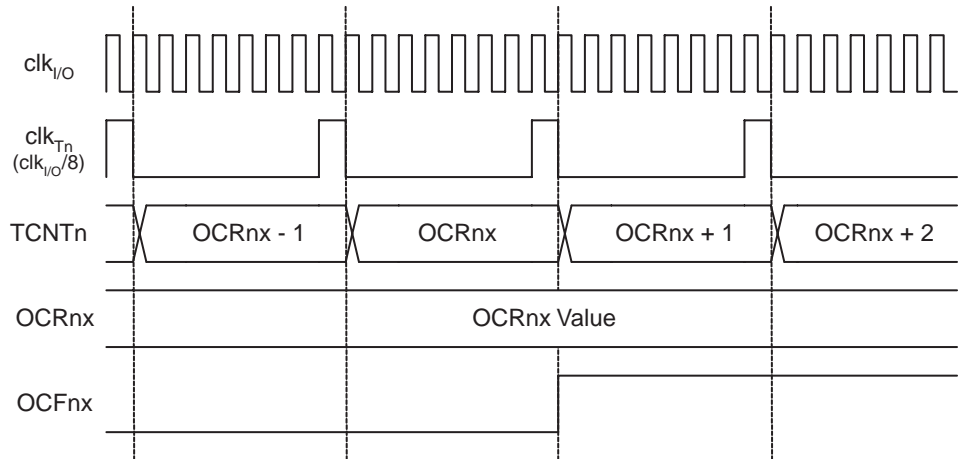 clkI/O
clkTn
(clkI/O/8)
TCNTn OCRnx - 1 OCRnx OCRnx + 1 OCRnx + 2
OCRnx OCRnx Value
OCFnx